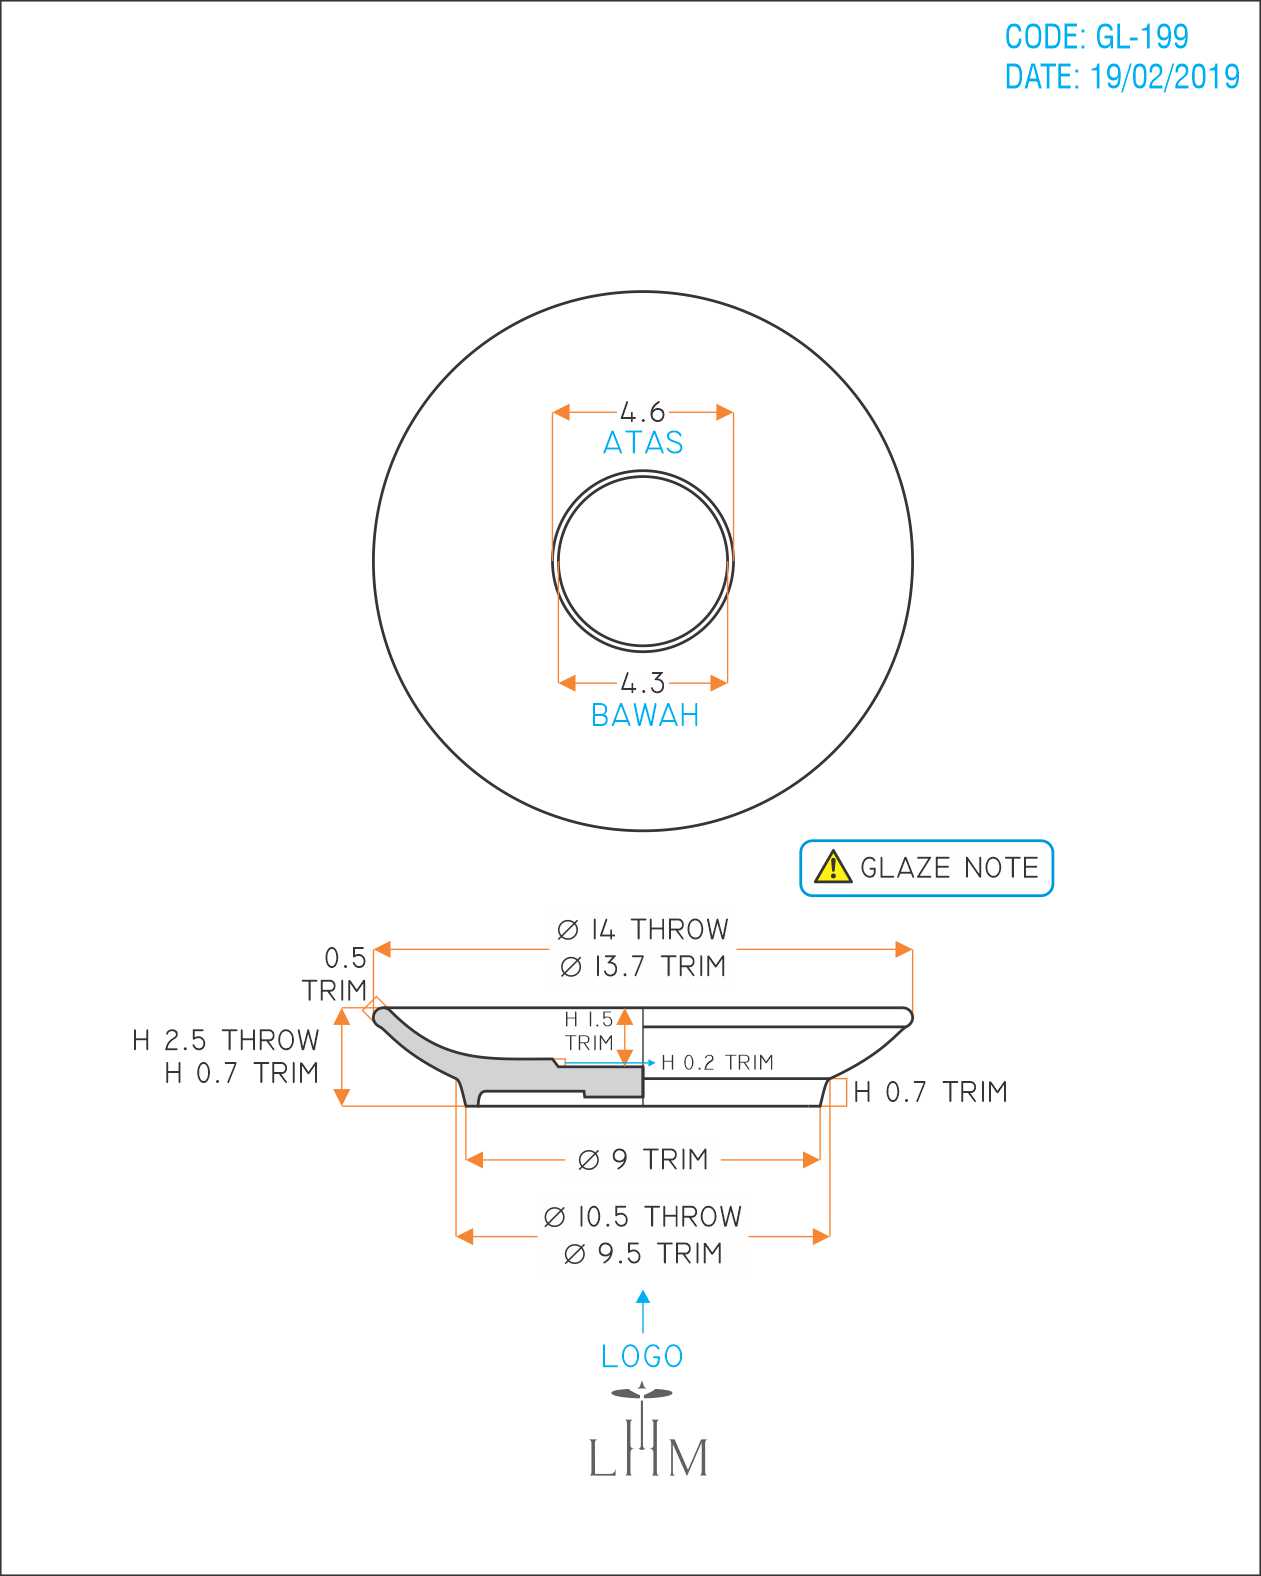 CODE: GL-199
DATE: 19/02/2019
4.6
ATAS
4.3
BAWAH
GLAZE NOTE
Ø 14 THROW
Ø 13.7 TRIM
0.5
TRIM
H 2.5 THROW
H 0.7 TRIM
H 1.5
TRIM
H 0.2 TRIM
H 0.7 TRIM
Ø 9 TRIM
Ø 10.5 THROW
Ø 9.5 TRIM
LOGO
LHM